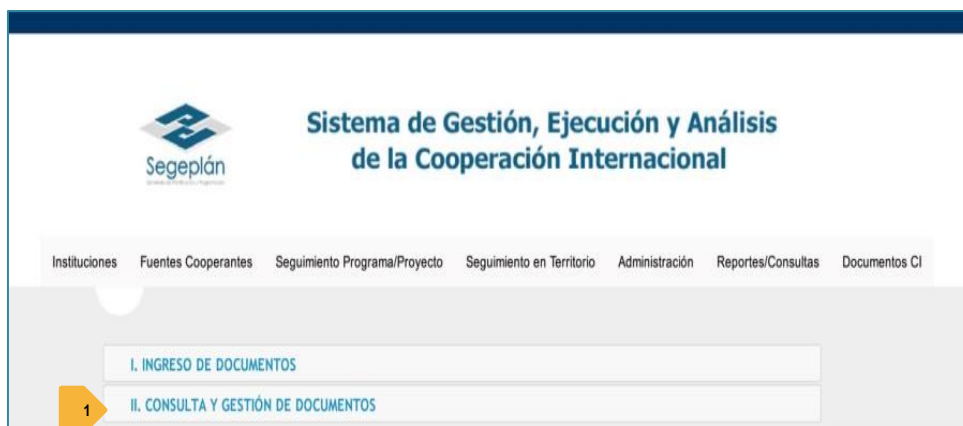 Sistema de Gestión, Ejecución y Análisis
de la Cooperación Internacional
Segeplán
Instituciones Fuentes Cooperantes Seguimiento Programa/Proyecto Seguimiento en Territorio Administración Reportes/Consultas Documentos CI
I. INGRESO DE DOCUMENTOS
1 II. CONSULTA Y GESTIÓN DE DOCUMENTOS